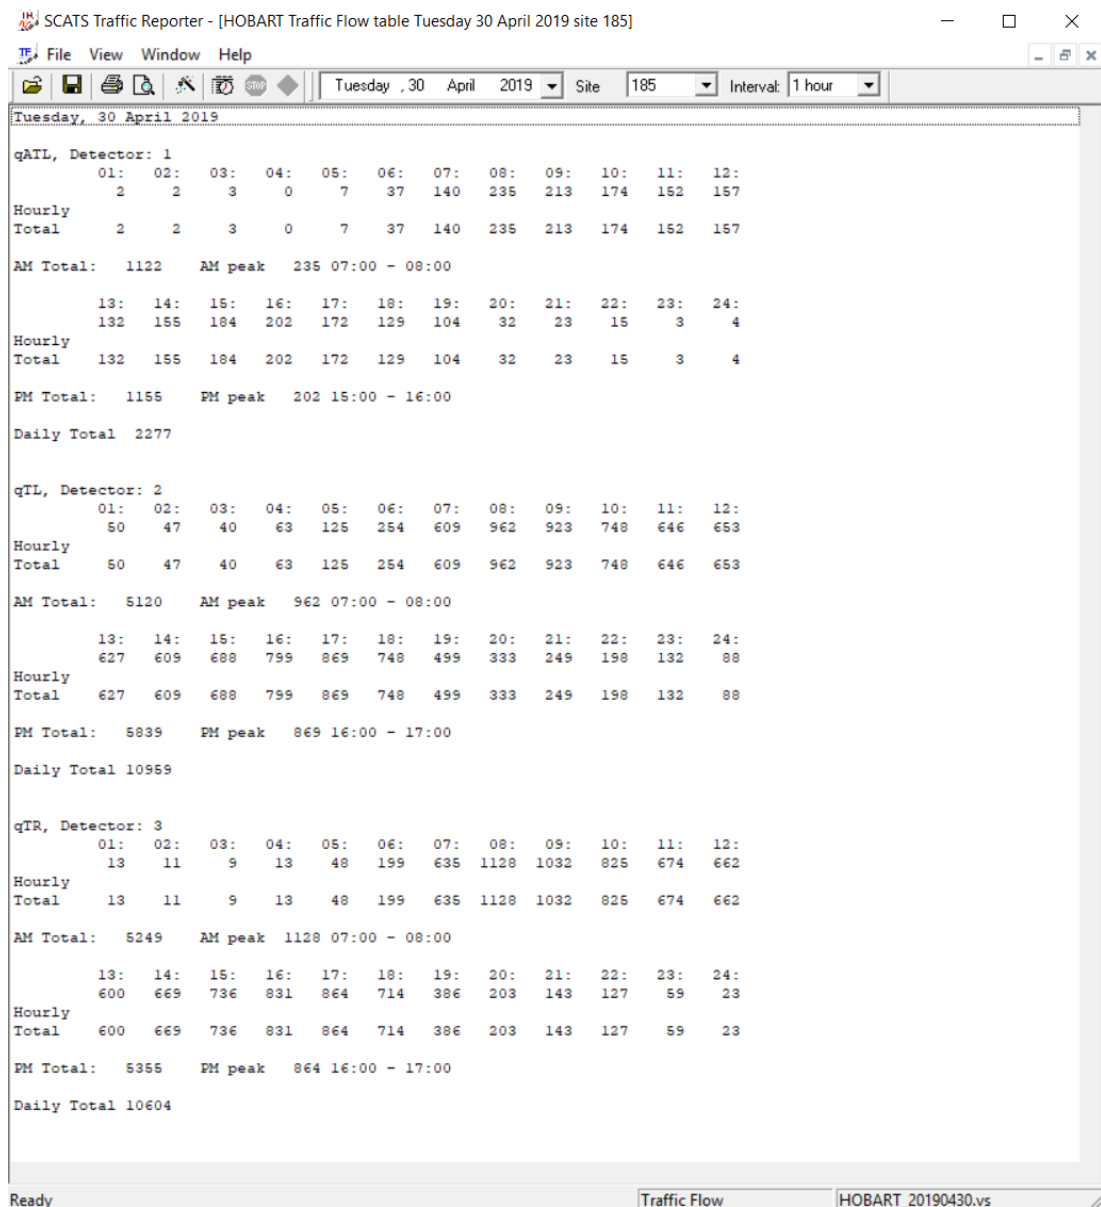 SCATS Traffic Reporter - [HOBART Traffic Flow table Tuesday 30 April 2019 site 185]
File View Window Help
STOP Tuesday , 30 April 2019 Site 185 Interval: 1 hour
Tuesday, 30 April 2019
qATL, Detector: 1
01: 02: 03: 04: 05: 06: 07: 08: 09: 10: 11: 12:
2 2 3 0 7 37 140 235 213 174 152 157
Hourly
Total 2 2 3 0 7 37 140 235 213 174 152 157
AM Total: 1122 AM peak 235 07:00 - 08:00
13: 14: 15: 16: 17: 18: 19: 20: 21: 22: 23: 24:
132 155 184 202 172 129 104 32 23 15 3 4
Hourly
Total 132 155 184 202 172 129 104 32 23 15 3 4
PM Total: 1155 PM peak 202 15:00 - 16:00
Daily Total 2277
qTL, Detector: 2
01: 02: 03: 04: 05: 06: 07: 08: 09: 10: 11: 12:
50 47 40 63 125 254 609 962 923 748 646 653
Hourly
Total 50 47 40 63 125 254 609 962 923 748 646 653
AM Total: 5120 AM peak 962 07:00 - 08:00
13: 14: 15: 16: 17: 18: 19: 20: 21: 22: 23: 24:
627 609 688 799 869 748 499 333 249 198 132 88
Hourly
Total 627 609 688 799 869 748 499 333 249 198 132 88
PM Total: 5839 PM peak 869 16:00 - 17:00
Daily Total 10959
qTR, Detector: 3
01: 02: 03: 04: 05: 06: 07: 08: 09: 10: 11: 12:
13 11 9 13 48 199 635 1128 1032 825 674 662
Hourly
Total 13 11 9 13 48 199 635 1128 1032 825 674 662
AM Total: 5249 AM peak 1128 07:00 - 08:00
13: 14: 15: 16: 17: 18: 19: 20: 21: 22: 23: 24:
600 669 736 831 864 714 386 203 143 127 59 23
Hourly
Total 600 669 736 831 864 714 386 203 143 127 59 23
PM Total: 5355 PM peak 864 16:00 - 17:00
Daily Total 10604
Ready Traffic Flow HOBART_20190430.vs